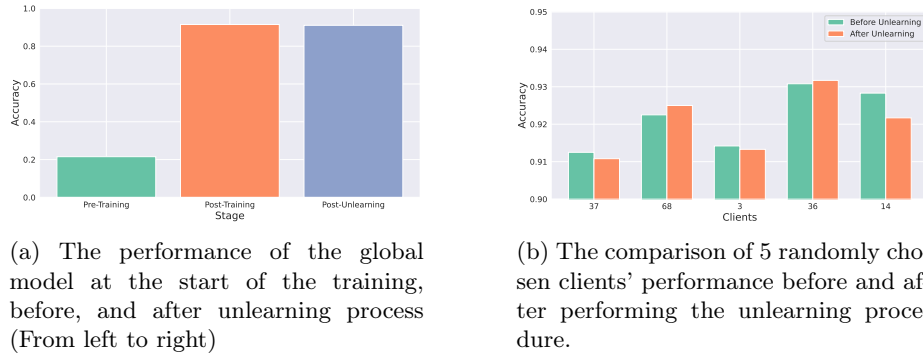 1.0
0.8
0.6
0.4
0.2
0.0
Accuracy
Pre-Training Post-Training Post-Unlearning
Stage
0.95
0.94
0.93
0.92
0.91
0.90
Accuracy
Before Unlearning
After Unlearning
37 68 3 36 14
Clients
(a) The performance of the global
model at the start of the training,
before, and after unlearning process
(From left to right)
(b) The comparison of 5 randomly cho-
sen clients’ performance before and af-
ter performing the unlearning proce-
dure.